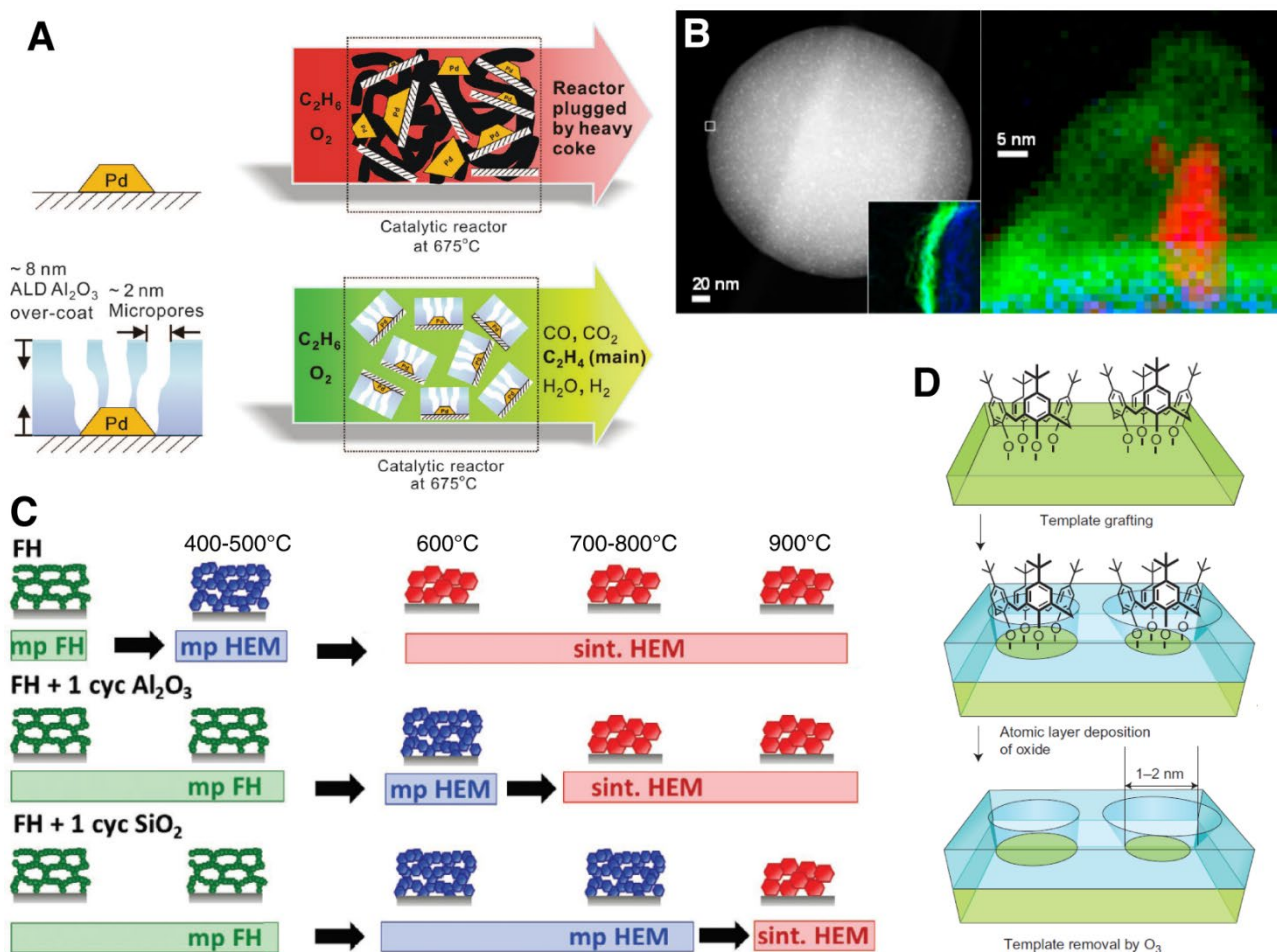 A
C₂H₆
O₂
Pd
Pd
Pd
Pd
Pd
Pd
Reactor
plugged
by heavy
coke
Pd
Catalytic reactor
at 675°C
~ 8 nm
ALD Al₂O₃
over-coat
~ 2 nm
Micropores
Pd
C₂H₆
O₂
Pd
Pd
CO, CO₂
C₂H₄ (main)
H₂O, H₂
Catalytic reactor
at 675°C
B
20 nm
5 nm
C
FH
400-500°C
600°C
700-800°C
900°C
mp FH
mp HEM
sint. HEM
FH + 1 cyc Al₂O₃
mp FH
mp HEM
sint. HEM
FH + 1 cyc SiO₂
mp FH
mp HEM
sint. HEM
D
O O O O
O O O O
Template grafting
O O O O
O O O O
Atomic layer deposition
of oxide
1–2 nm
Template removal by O₃